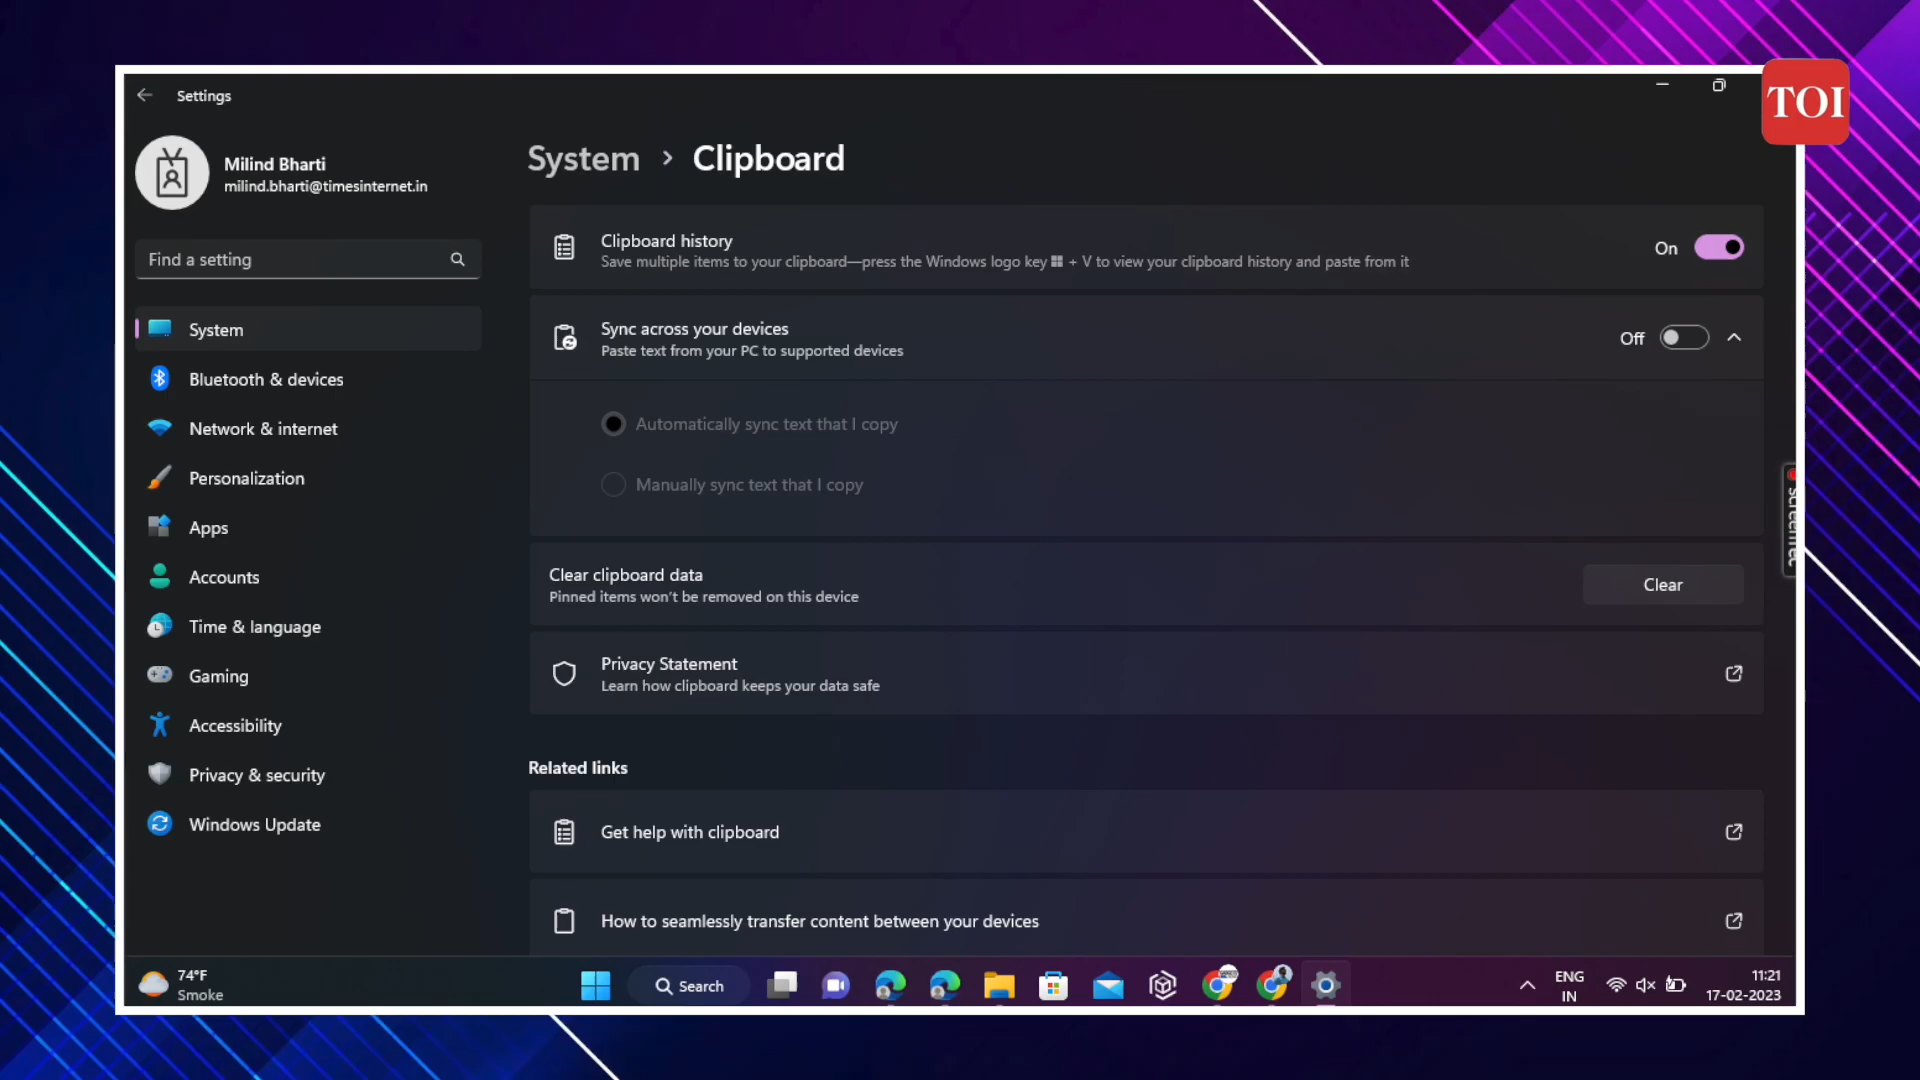 Settings
TOI
Milind Bharti
milind.bharti@timesinternet.in
System > Clipboard
Find a setting
Clipboard history
Save multiple items to your clipboard—press the Windows logo key + V to view your clipboard history and paste from it
On
System
Sync across your devices
Paste text from your PC to supported devices
Off
Bluetooth & devices
Automatically sync text that I copy
Network & internet
Personalization
Manually sync text that I copy
Apps
Accounts
Clear clipboard data
Pinned items won't be removed on this device
Clear
Time & language
Gaming
Privacy Statement
Learn how clipboard keeps your data safe
Accessibility
Privacy & security
Related links
Windows Update
Get help with clipboard
How to seamlessly transfer content between your devices
74°F
Smoke
Search
ENG
IN
11:21
17-02-2023